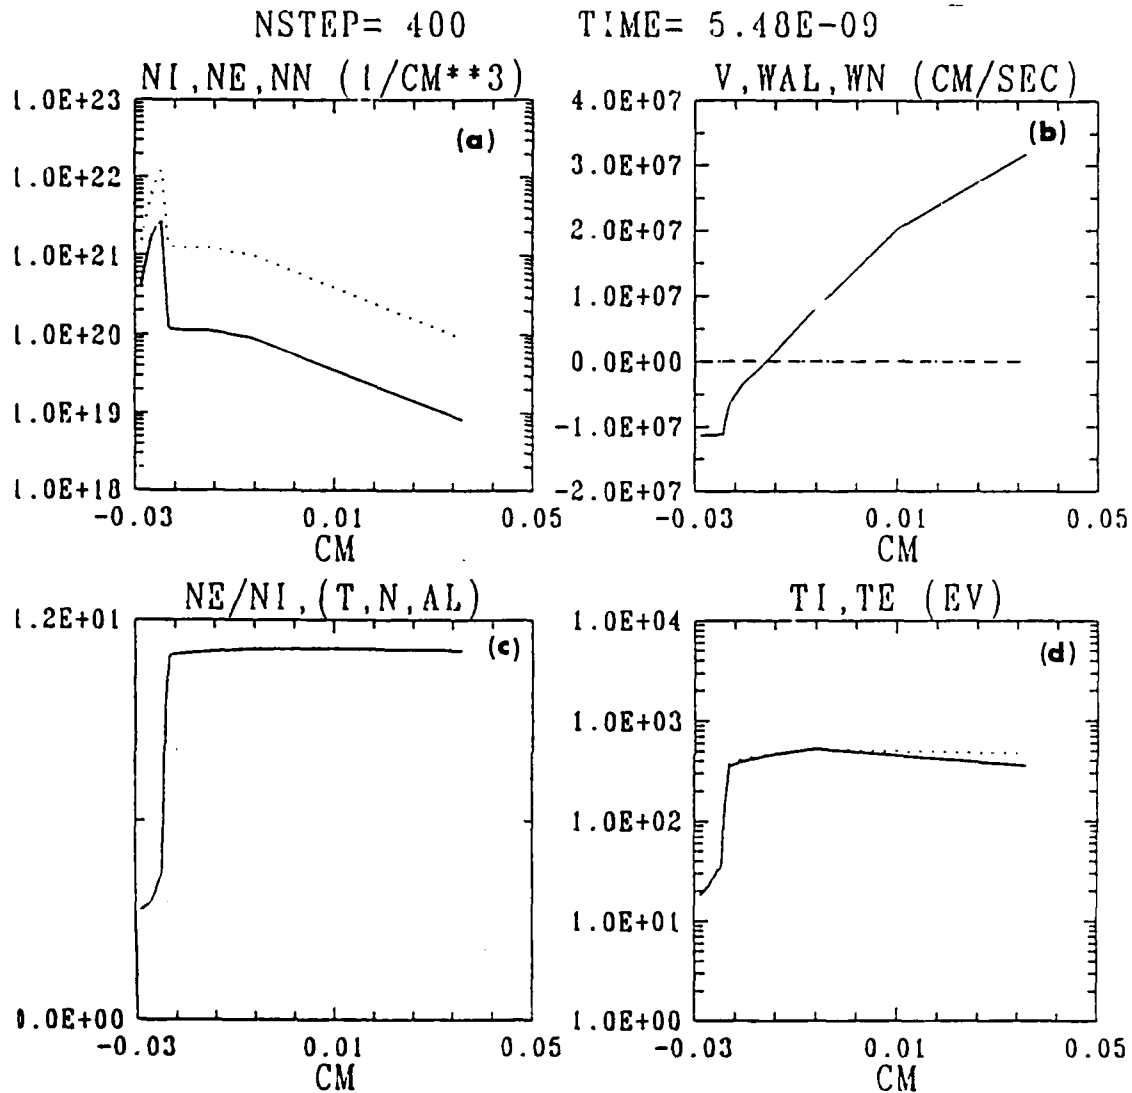 NSTEP= 400 TIME= 5.48E-09
NI,NE,NN (1/CM**3)
1.0E+23
1.0E+22
1.0E+21
1.0E+20
1.0E+19
1.0E+18
(a)
-0.03 0.01 0.05
CM
V,WAL,WN (CM/SEC)
4.0E+07
3.0E+07
2.0E+07
1.0E+07
0.0E+00
-1.0E+07
-2.0E+07
(b)
-0.03 0.01 0.05
CM
NE/NI,(T,N,AL)
1.2E+01
0.0E+00
(c)
-0.03 0.01 0.05
CM
TI,TE (EV)
1.0E+04
1.0E+03
1.0E+02
1.0E+01
1.0E+00
(d)
-0.03 0.01 0.05
CM